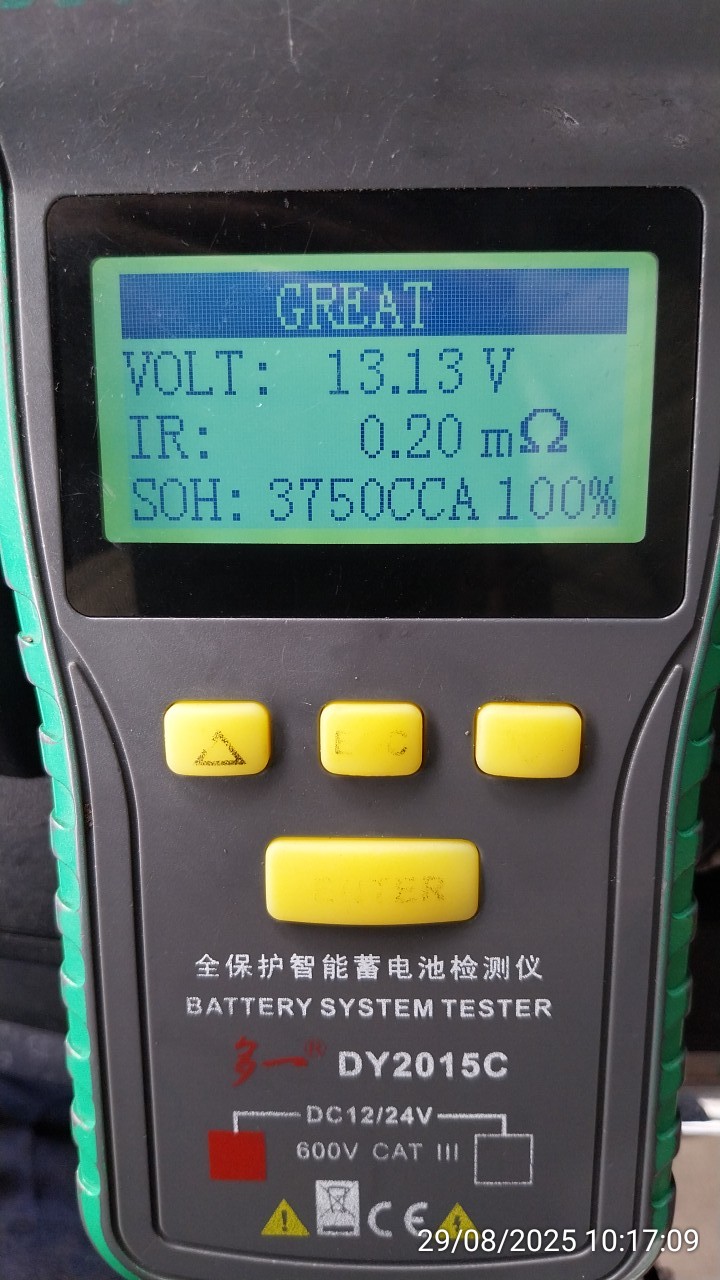 GREAT
VOLT: 13.13 V
IR: 0.20 mΩ
SOH: 3750CCA 100%
全保护智能蓄电池检测仪
BATTERY SYSTEM TESTER
多一® DY2015C
DC12/24V
600V CAT III
CE
29/08/2025 10:17:09